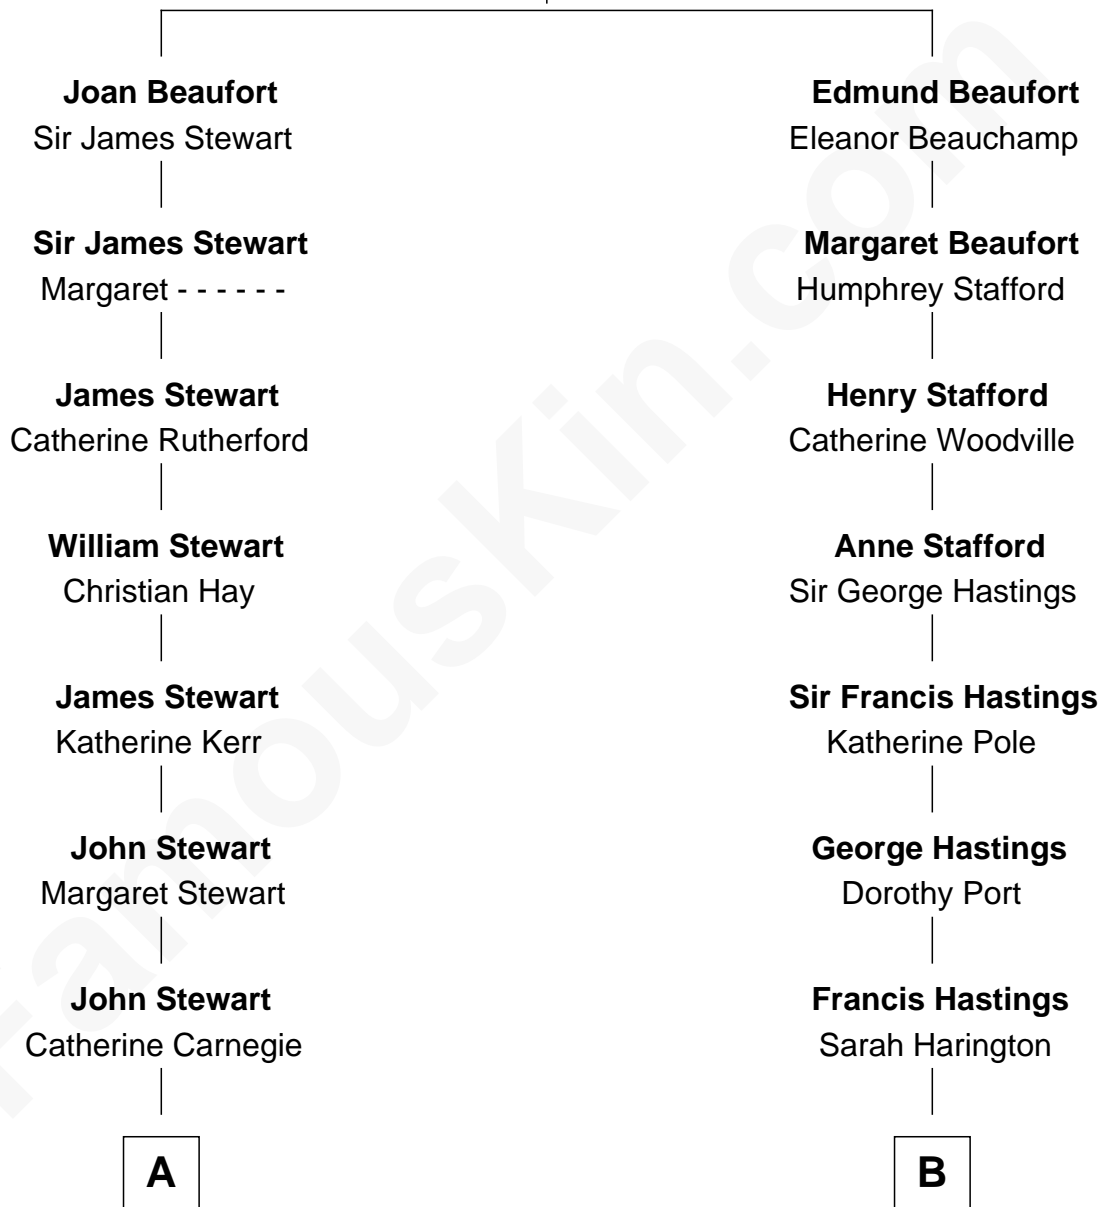 Joan Beaufort
Sir James Stewart
Sir James Stewart
Margaret - - - - - -
James Stewart
Catherine Rutherford
William Stewart
Christian Hay
James Stewart
Katherine Kerr
John Stewart
Margaret Stewart
John Stewart
Catherine Carnegie
A
Edmund Beaufort
Eleanor Beauchamp
Margaret Beaufort
Humphrey Stafford
Henry Stafford
Catherine Woodville
Anne Stafford
Sir George Hastings
Sir Francis Hastings
Katherine Pole
George Hastings
Dorothy Port
Francis Hastings
Sarah Harington
B
FamousKin.com